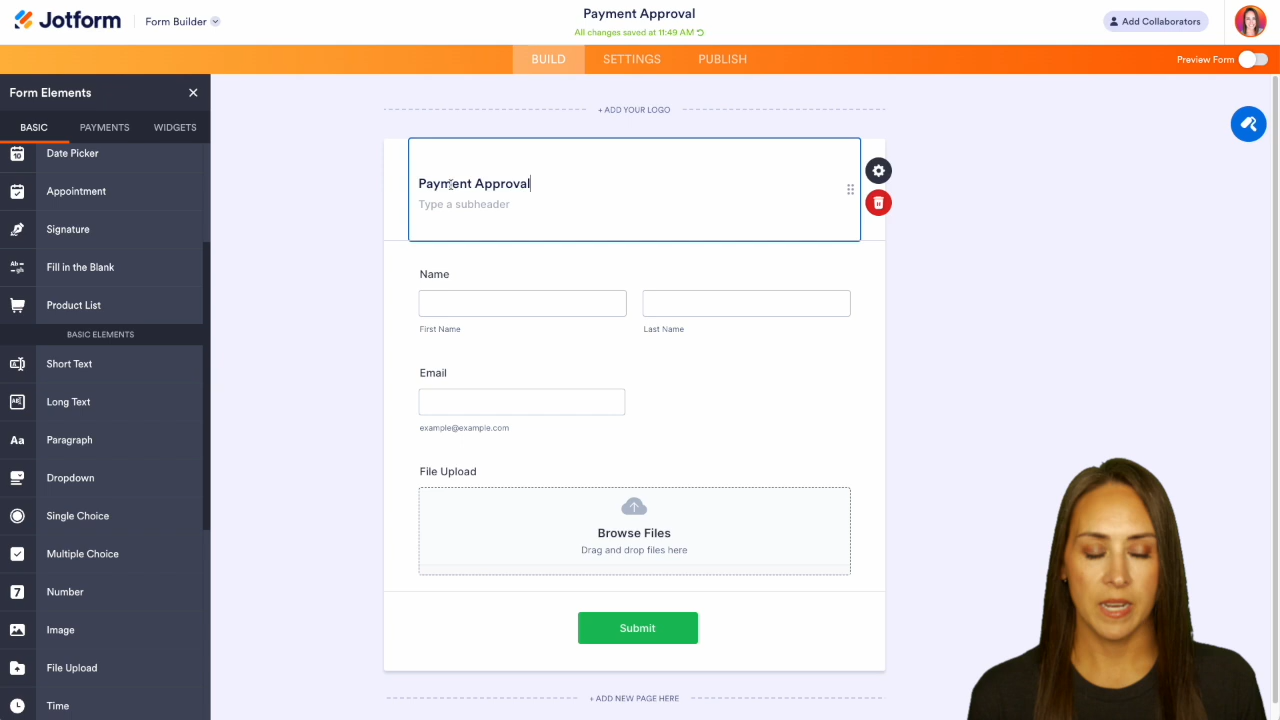 Jotform
Form Builder
Payment Approval
All changes saved at 11:49 AM
Add Collaborators
BUILD
SETTINGS
PUBLISH
Preview Form
Form Elements
BASIC
PAYMENTS
WIDGETS
Date Picker
Appointment
Signature
Fill in the Blank
Product List
BASIC ELEMENTS
Short Text
Long Text
Paragraph
Dropdown
Single Choice
Multiple Choice
Number
Image
File Upload
Time
+ ADD YOUR LOGO
Payment Approval
Type a subheader
Name
First Name
Last Name
Email
example@example.com
File Upload
Browse Files
Drag and drop files here
Submit
+ ADD NEW PAGE HERE